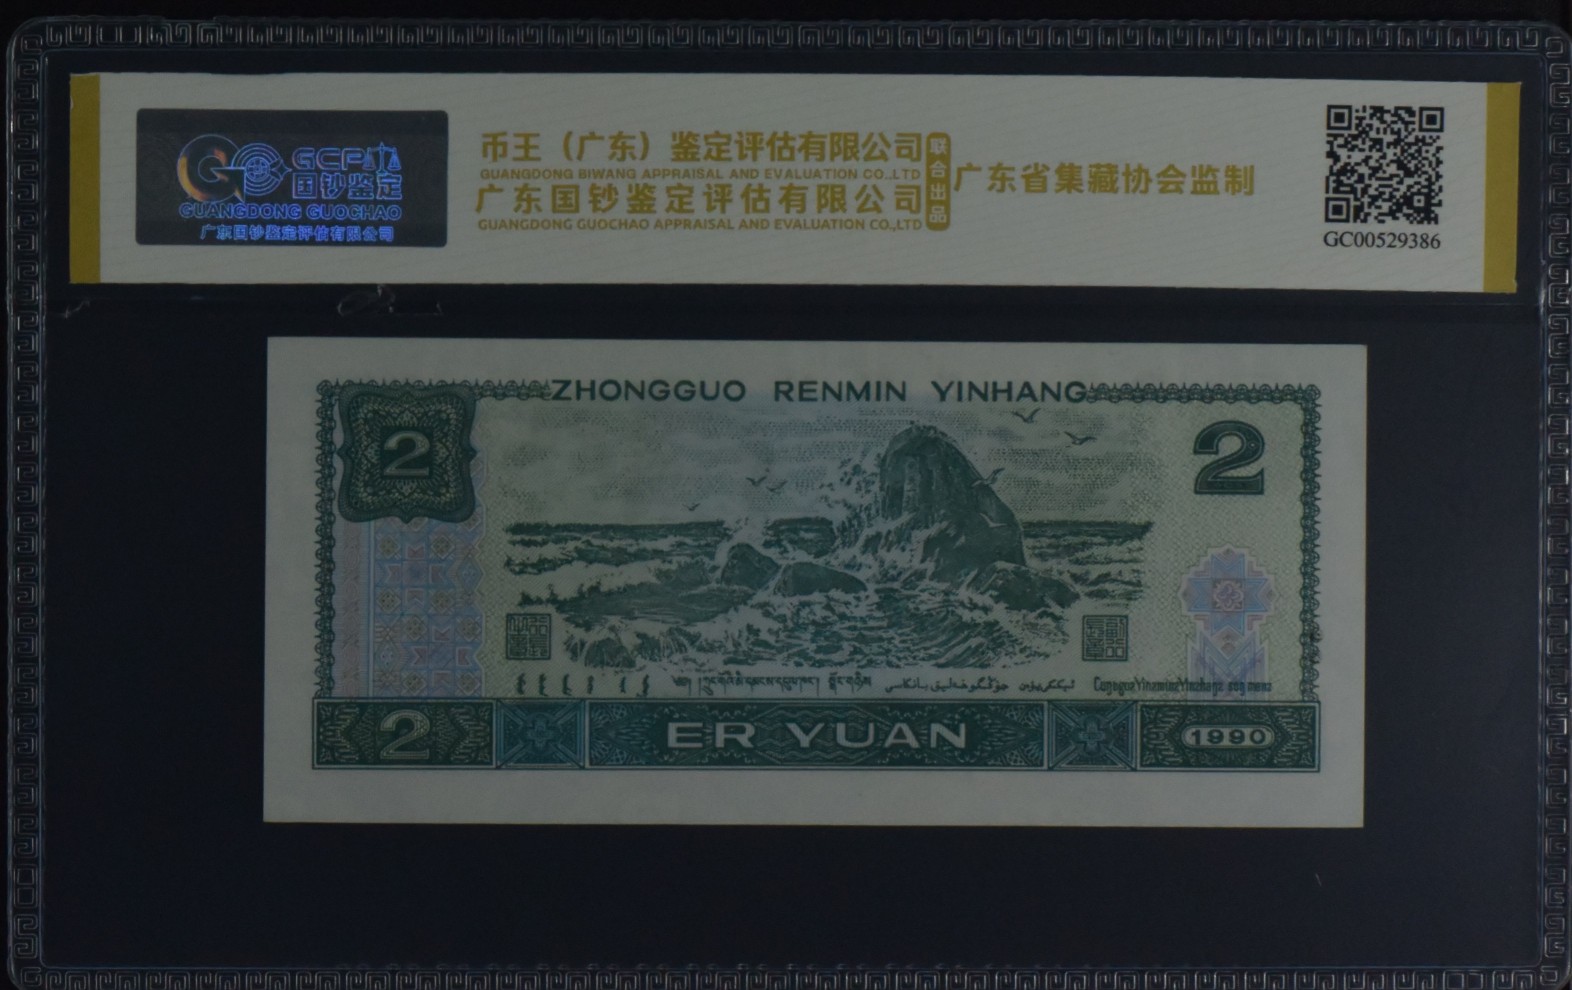 GCP
国钞鉴定
GUANGDONG GUOCHAO
广东国钞鉴定评估有限公司
币王（广东）鉴定评估有限公司
GUANGDONG BIWANG APPRAISAL AND EVALUATION CO.,LTD
广东国钞鉴定评估有限公司
GUANGDONG GUOCHAO APPRAISAL AND EVALUATION CO.,LTD
联合出品
广东省集藏协会监制
GC00529386
ZHONGGUO RENMIN YINHANG
2
2
2
ER YUAN
1990